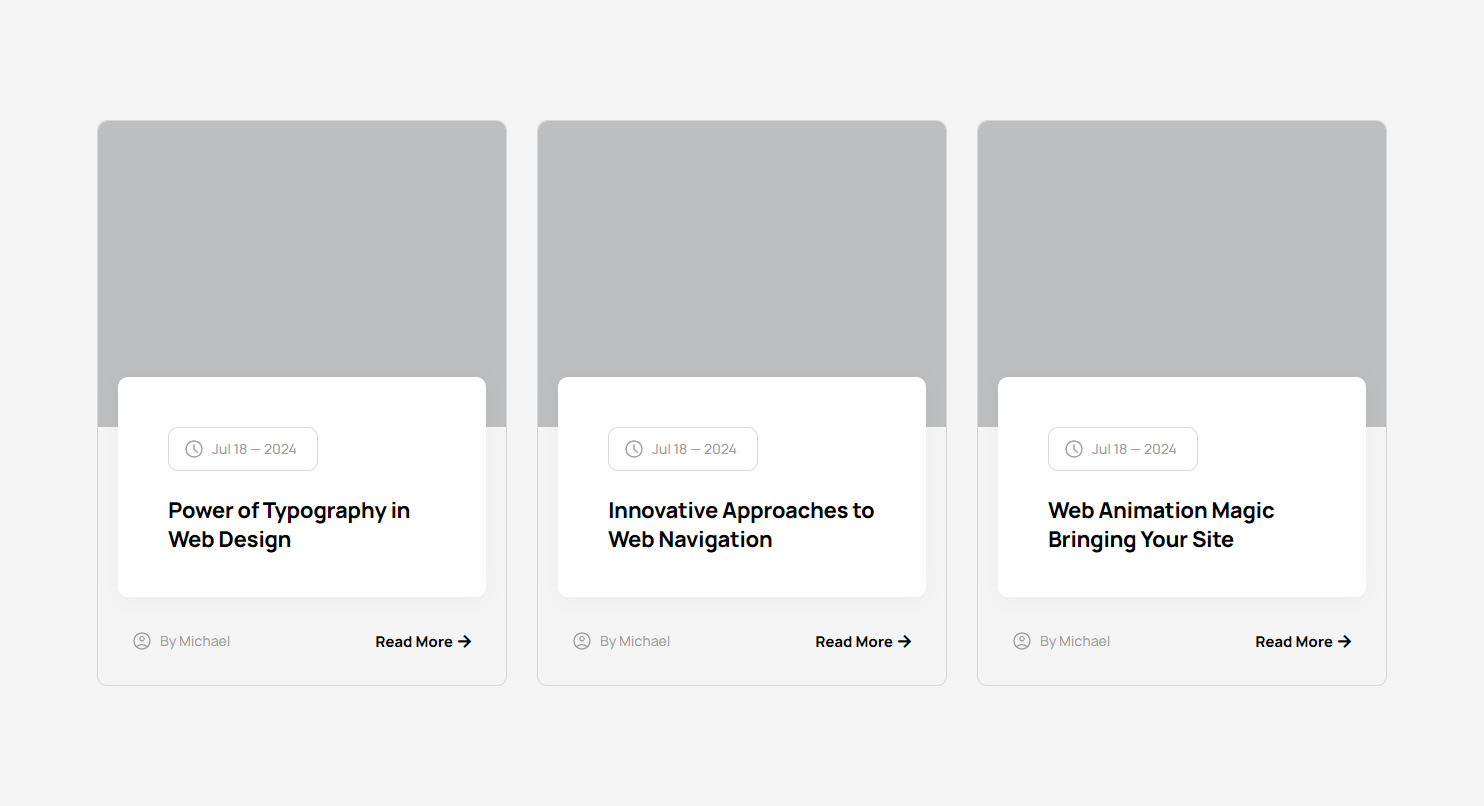 Jul 18 — 2024
Power of Typography in
Web Design
By Michael
Read More
Jul 18 — 2024
Innovative Approaches to
Web Navigation
By Michael
Read More
Jul 18 — 2024
Web Animation Magic
Bringing Your Site
By Michael
Read More